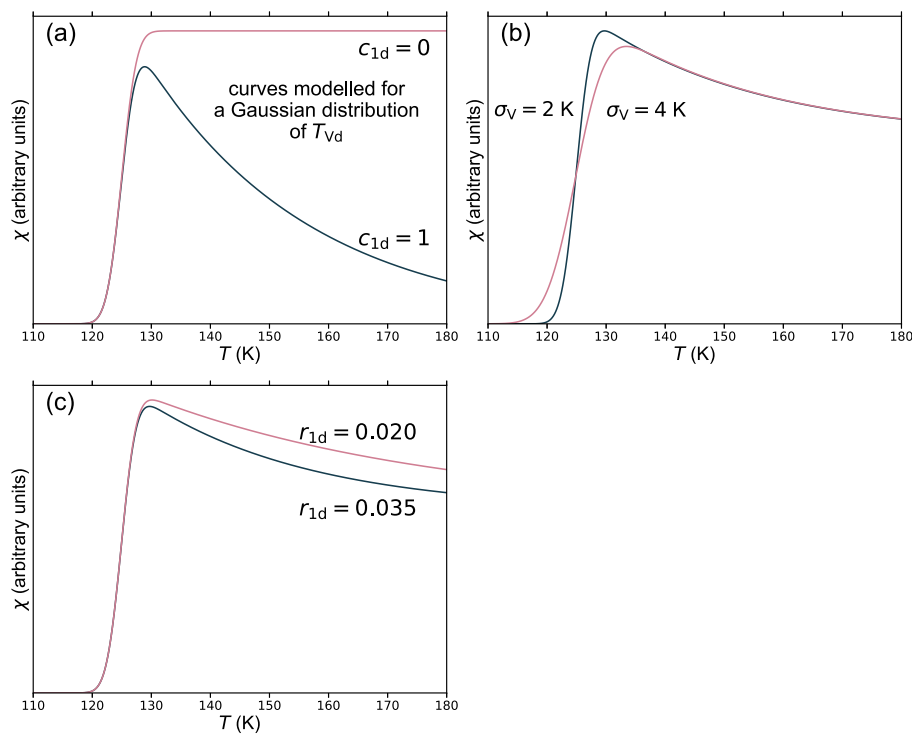 (a)
c1d = 0
curves modelled for
a Gaussian distribution
of TVd
c1d = 1
χ (arbitrary units)
110 120 130 140 150 160 170 180
T (K)
(b)
σV = 2 K σV = 4 K
χ (arbitrary units)
110 120 130 140 150 160 170 180
T (K)
(c)
r1d = 0.020
r1d = 0.035
χ (arbitrary units)
110 120 130 140 150 160 170 180
T (K)